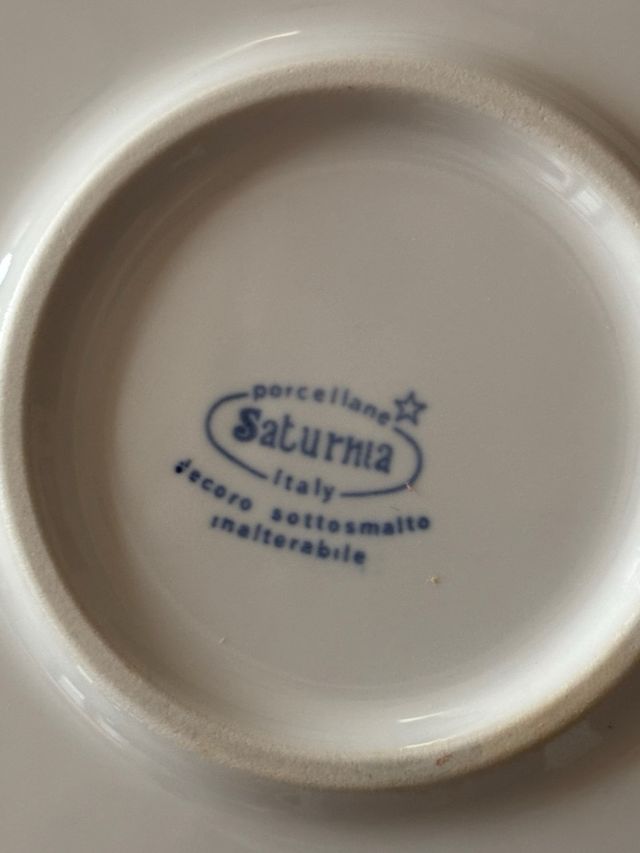 porcellane
Saturnia
Italy
decoro sottosmalto
inalterabile